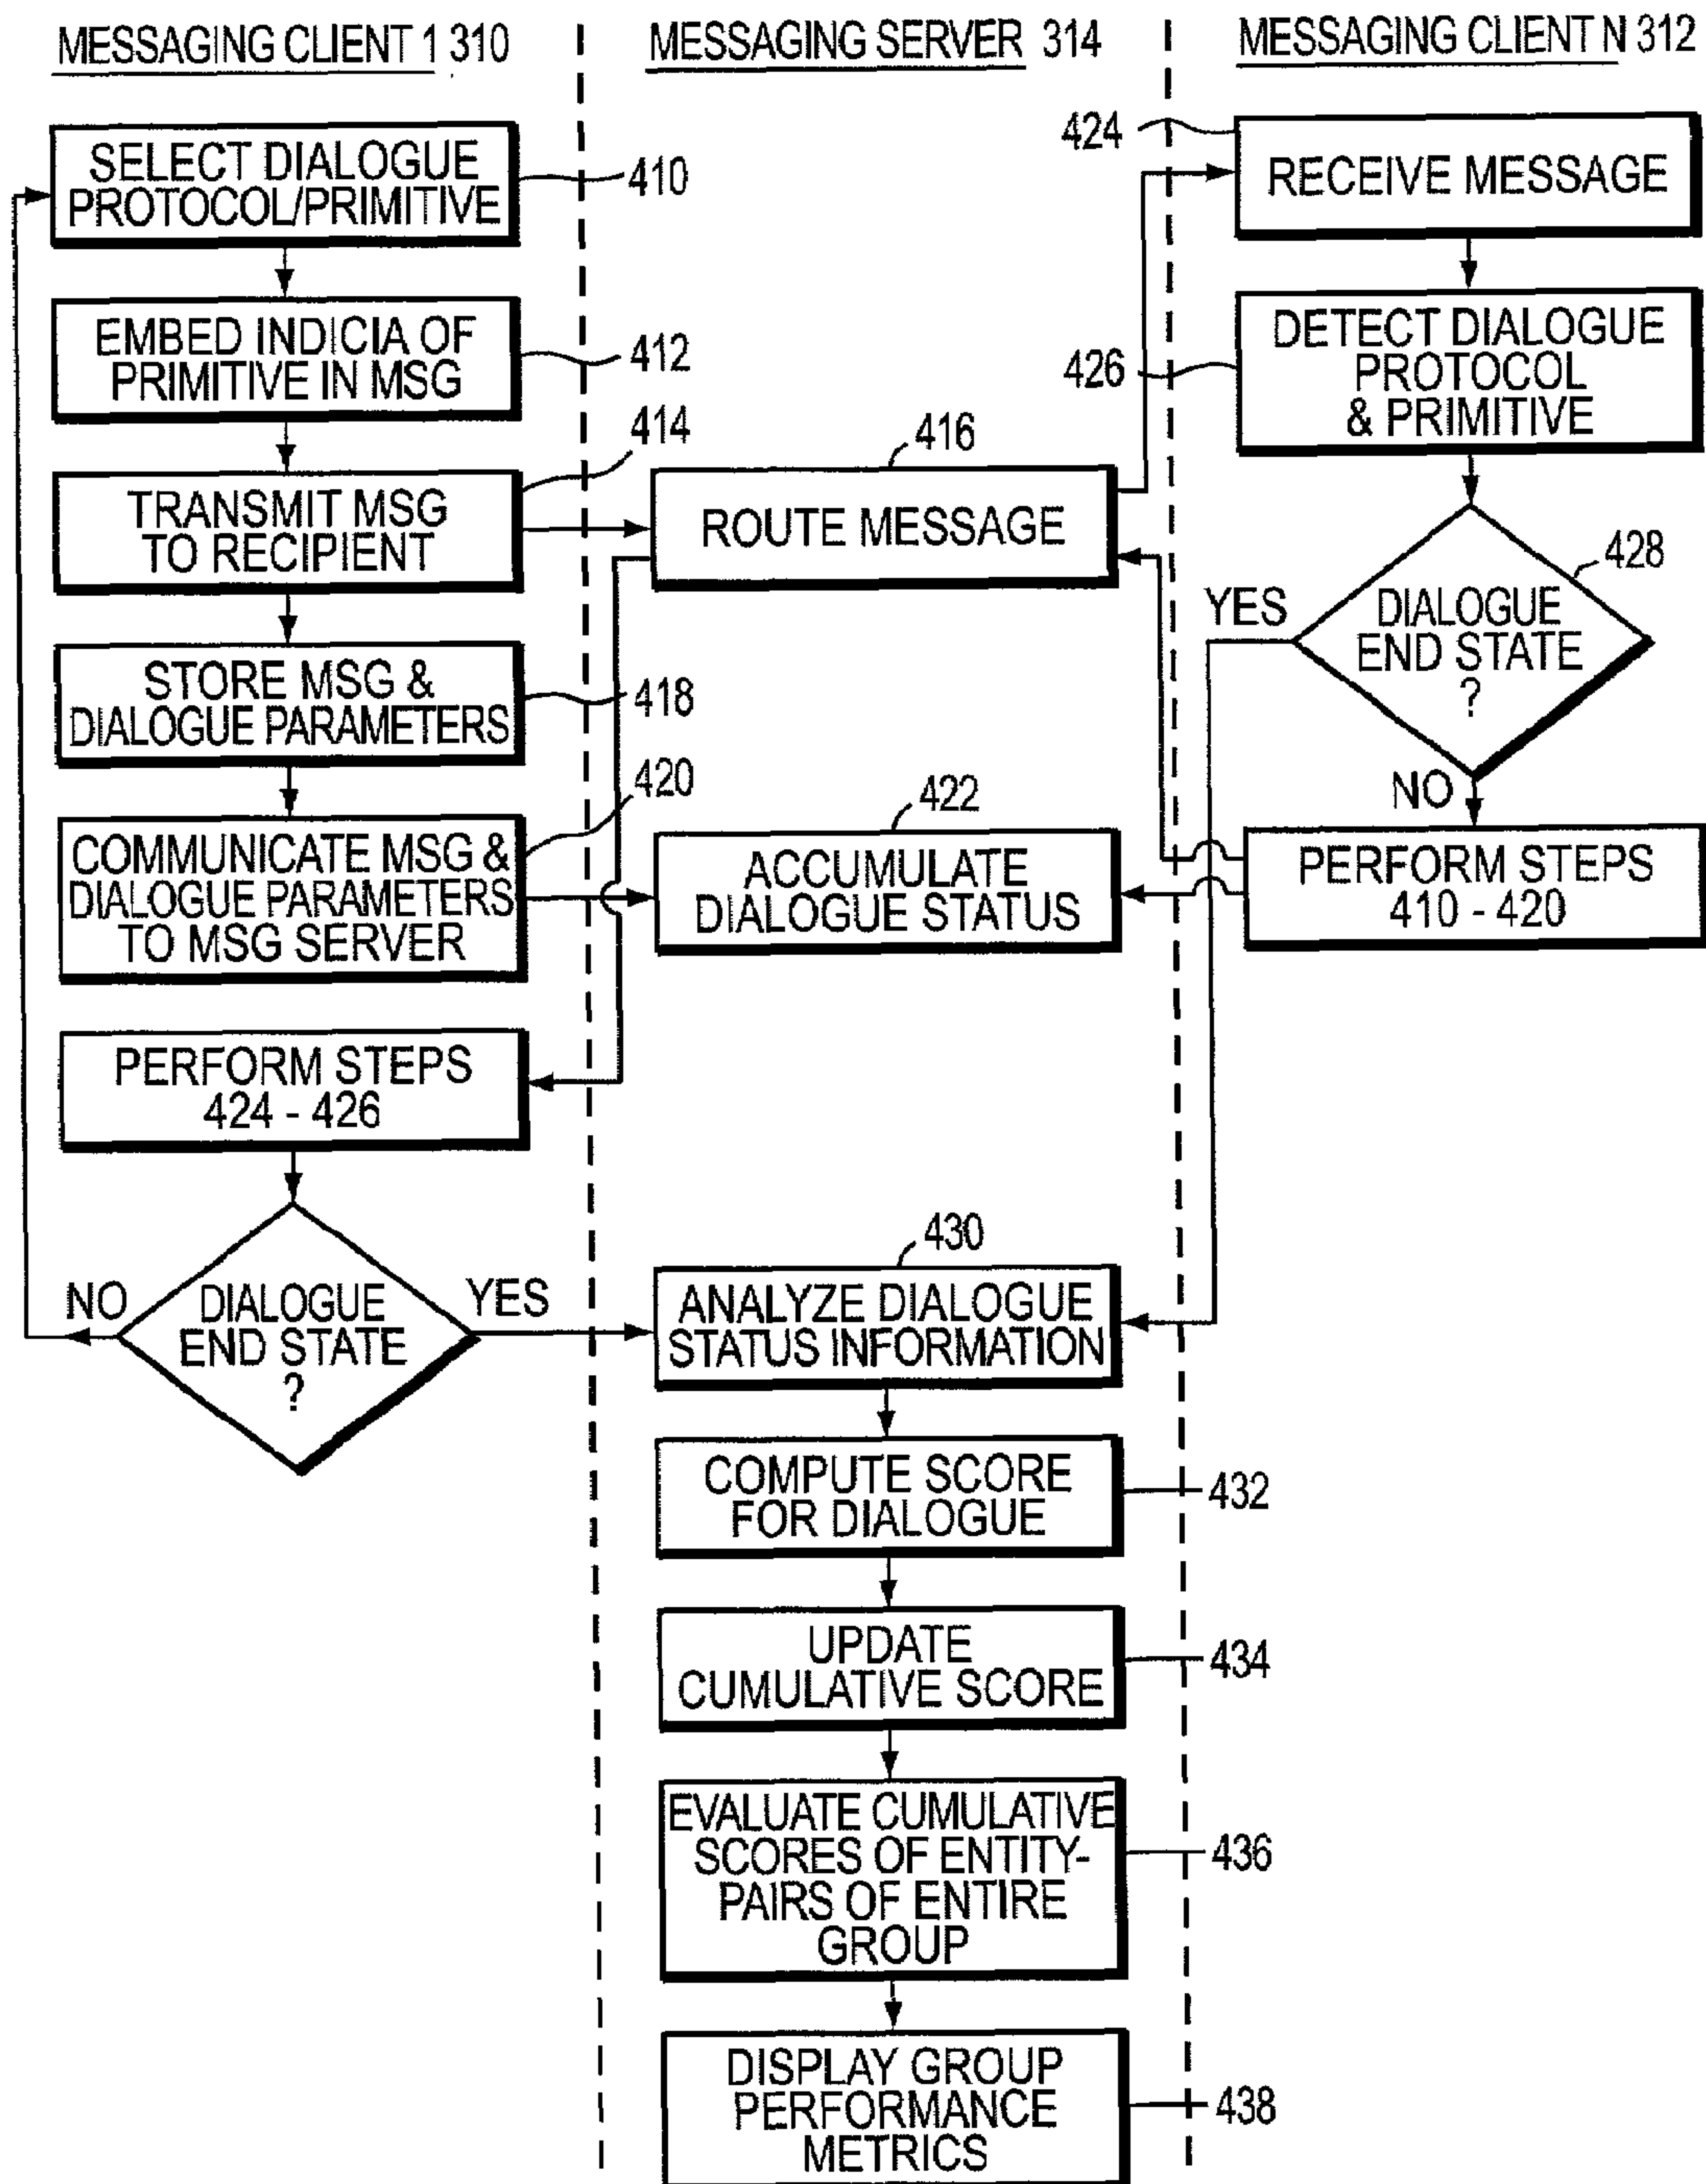 MESSAGING CLIENT 1 310
SELECT DIALOGUE
PROTOCOL/PRIMITIVE
410
EMBED INDICIA OF
PRIMITIVE IN MSG
412
414
TRANSMIT MSG
TO RECIPIENT
STORE MSG &
DIALOGUE PARAMETERS
418
420
COMMUNICATE MSG &
DIALOGUE PARAMETERS
TO MSG SERVER
PERFORM STEPS
424 - 426
NO
DIALOGUE
END STATE
?
YES
MESSAGING SERVER 314
416
ROUTE MESSAGE
422
ACCUMULATE
DIALOGUE STATUS
430
ANALYZE DIALOGUE
STATUS INFORMATION
COMPUTE SCORE
FOR DIALOGUE
432
UPDATE
CUMULATIVE SCORE
434
EVALUATE CUMULATIVE
SCORES OF ENTITY-
PAIRS OF ENTIRE
GROUP
436
DISPLAY GROUP
PERFORMANCE
METRICS
438
MESSAGING CLIENT N 312
424
RECEIVE MESSAGE
426
DETECT DIALOGUE
PROTOCOL
& PRIMITIVE
428
YES
DIALOGUE
END STATE
?
NO
PERFORM STEPS
410 - 420